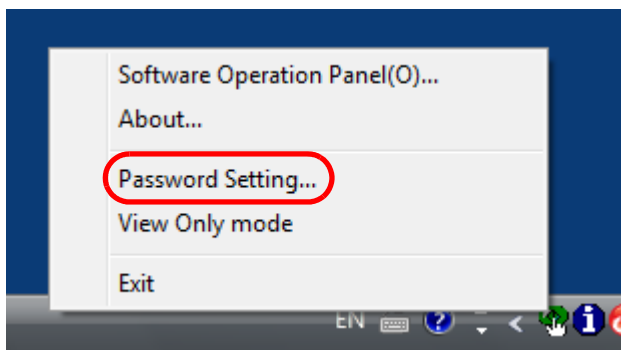 Software Operation Panel(O)...
About...
Password Setting...
View Only mode
Exit
EN